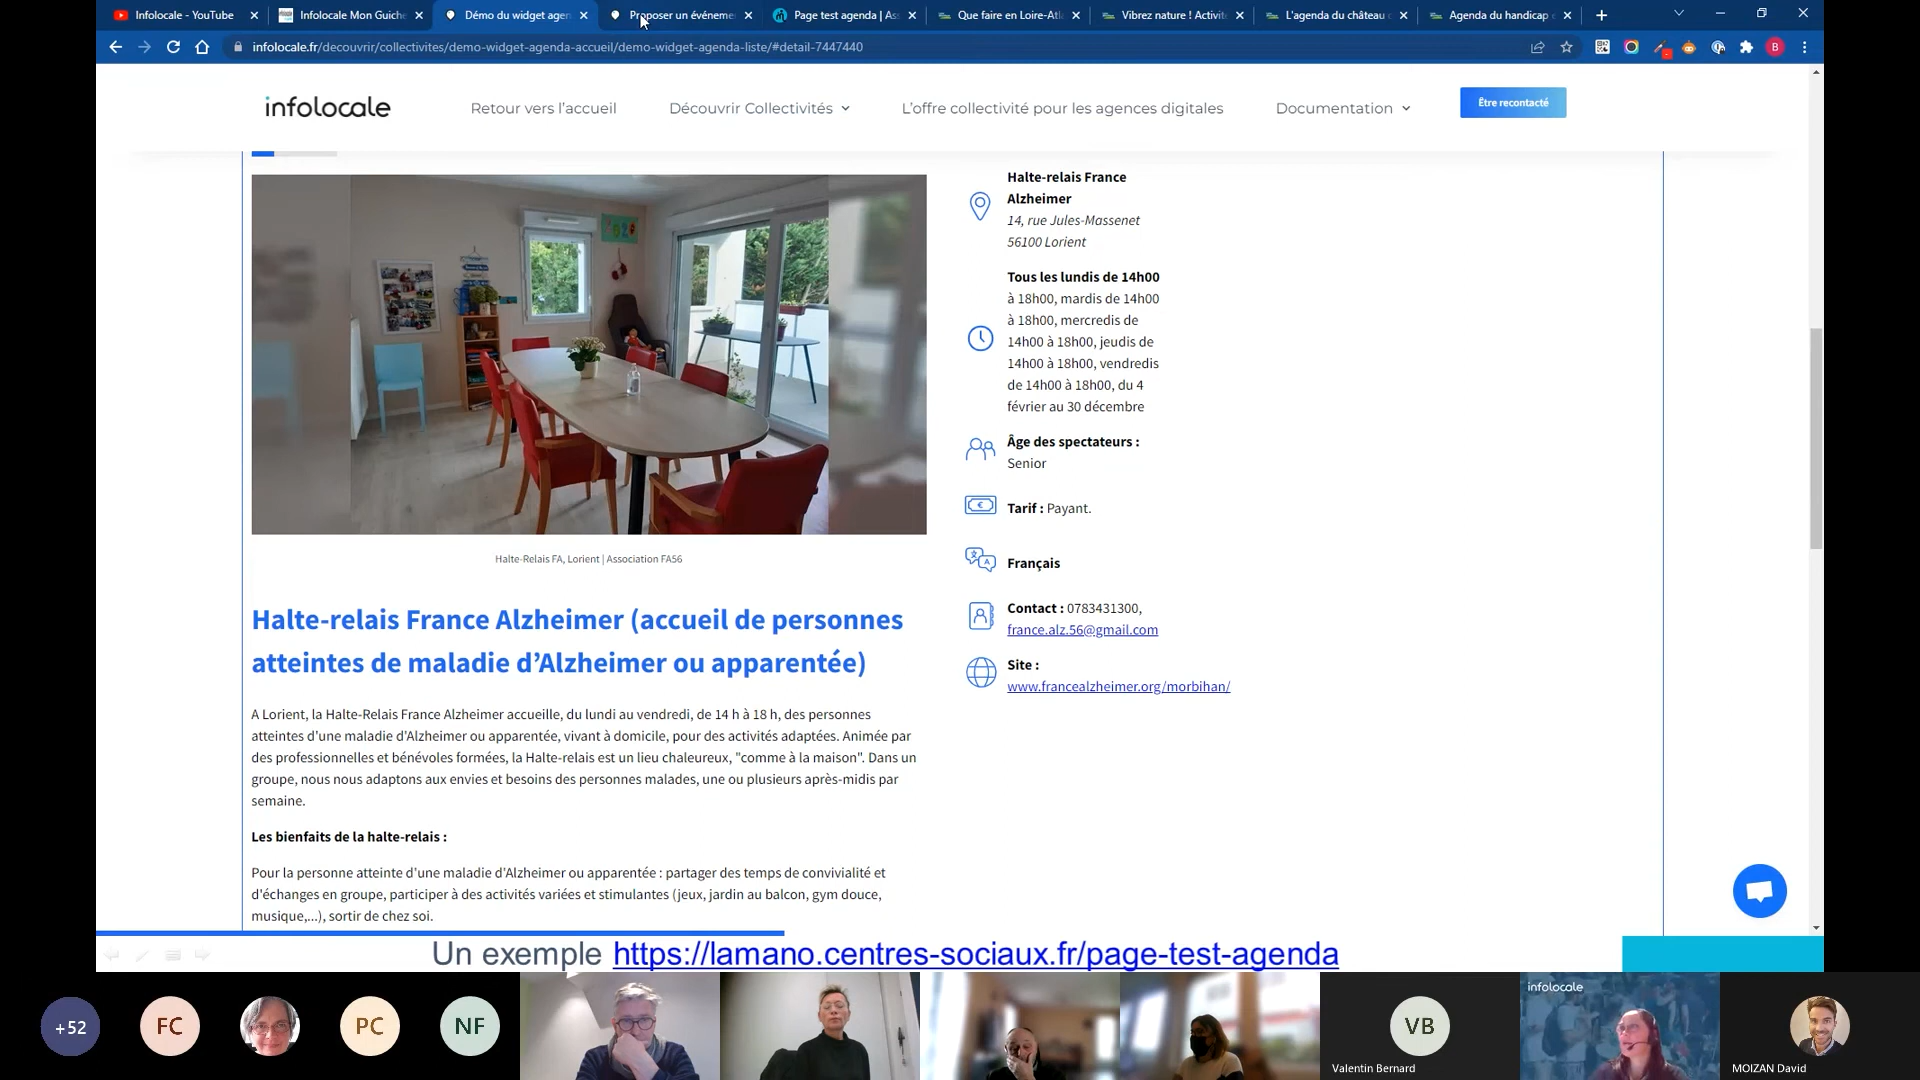 Infolocale - YouTube
Infolocale Mon Guiche
Démo du widget agen
Proposer un événeme
Page test agenda | As
Que faire en Loire-Atl
Vibrez nature ! Activit
L'agenda du château d
Agenda du handicap e
infolocale.fr/decouvrir/collectivites/demo-widget-agenda-accueil/demo-widget-agenda-liste/#detail-7447440
B
infolocale
Retour vers l’accueil
Découvrir Collectivités
L’offre collectivité pour les agences digitales
Documentation
Être recontacté
Halte-relais France
Alzheimer
14, rue Jules-Massenet
56100 Lorient
Tous les lundis de 14h00
à 18h00, mardis de 14h00
à 18h00, mercredis de
14h00 à 18h00, jeudis de
14h00 à 18h00, vendredis
de 14h00 à 18h00, du 4
février au 30 décembre
Âge des spectateurs :
Senior
Tarif : Payant.
Français
Contact : 0783431300,
france.alz.56@gmail.com
Site :
www.francealzheimer.org/morbihan/
Halte-Relais FA, Lorient | Association FA56
Halte-relais France Alzheimer (accueil de personnes
atteintes de maladie d’Alzheimer ou apparentée)
A Lorient, la Halte-Relais France Alzheimer accueille, du lundi au vendredi, de 14 h à 18 h, des personnes
atteintes d'une maladie d'Alzheimer ou apparentée, vivant à domicile, pour des activités adaptées. Animée par
des professionnelles et bénévoles formées, la Halte-relais est un lieu chaleureux, "comme à la maison". Dans un
groupe, nous nous adaptons aux envies et besoins des personnes malades, une ou plusieurs après-midis par
semaine.
Les bienfaits de la halte-relais :
Pour la personne atteinte d'une maladie d'Alzheimer ou apparentée : partager des temps de convivialité et
d'échanges en groupe, participer à des activités variées et stimulantes (jeux, jardin au balcon, gym douce,
musique,...), sortir de chez soi.
Un exemple https://lamano.centres-sociaux.fr/page-test-agenda
+52
FC
PC
NF
VB
Valentin Bernard
infolocale
MOIZAN David